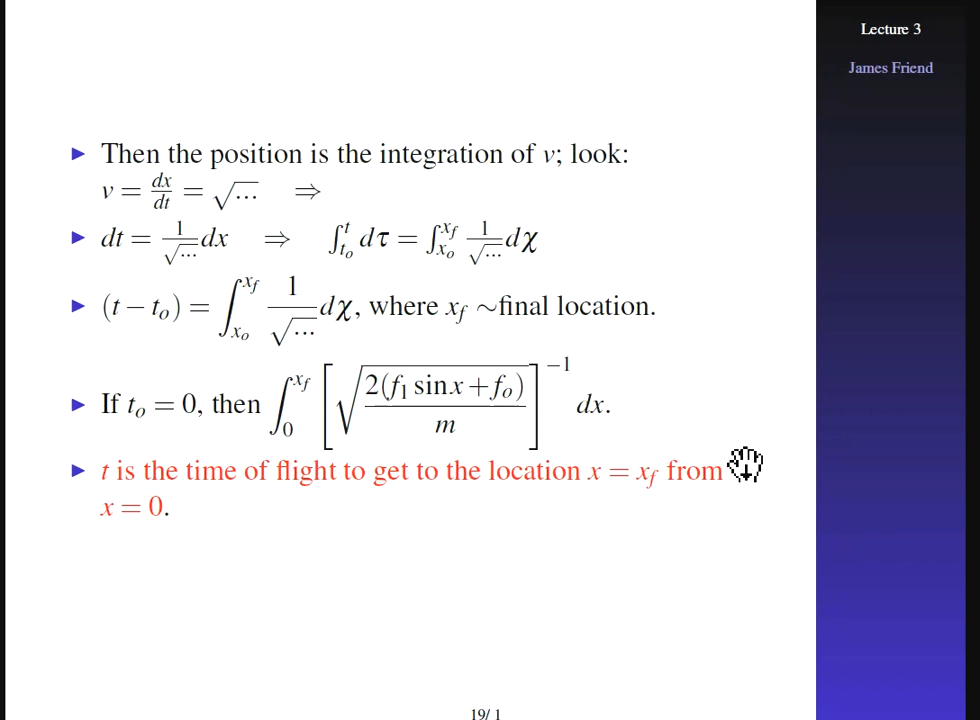 Lecture 3
James Friend
► Then the position is the integration of v; look:
v = dx/dt = √... ⇒
► dt = 1/√... dx ⇒ ∫_{t_o}^{t} dτ = ∫_{x_o}^{x_f} 1/√... dχ
► (t − t_o) = ∫_{x_o}^{x_f} 1/√... dχ, where x_f ∼final location.
► If t_o = 0, then ∫_0^{x_f} [√(2(f_1 sin x + f_o)/m)]^{−1} dx.
► t is the time of flight to get to the location x = x_f from
x = 0.
19/ 1